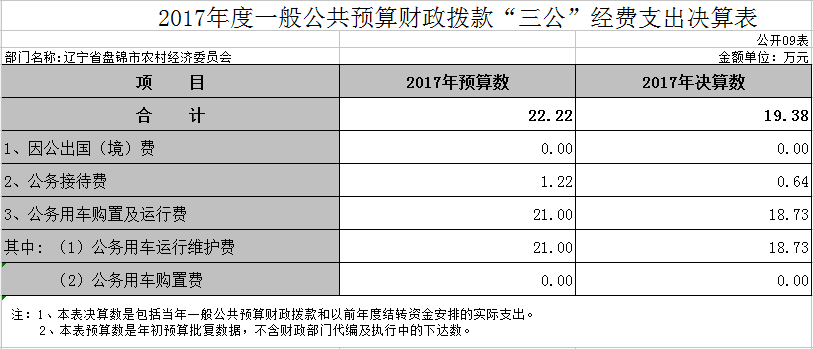 2017年度一般公共预算财政拨款“三公”经费支出决算表
公开09表
部门名称:辽宁省盘锦市农村经济委员会 金额单位：万元
项 目 2017年预算数 2017年决算数
合 计 22.22 19.38
1、因公出国（境）费 0.00 0.00
2、公务接待费 1.22 0.64
3、公务用车购置及运行费 21.00 18.73
其中:（1）公务用车运行维护费 21.00 18.73
（2）公务用车购置费 0.00 0.00
注：1、本表决算数是包括当年一般公共预算财政拨款和以前年度结转资金安排的实际支出。
2、本表预算数是年初预算批复数据，不含财政部门代编及执行中的下达数。